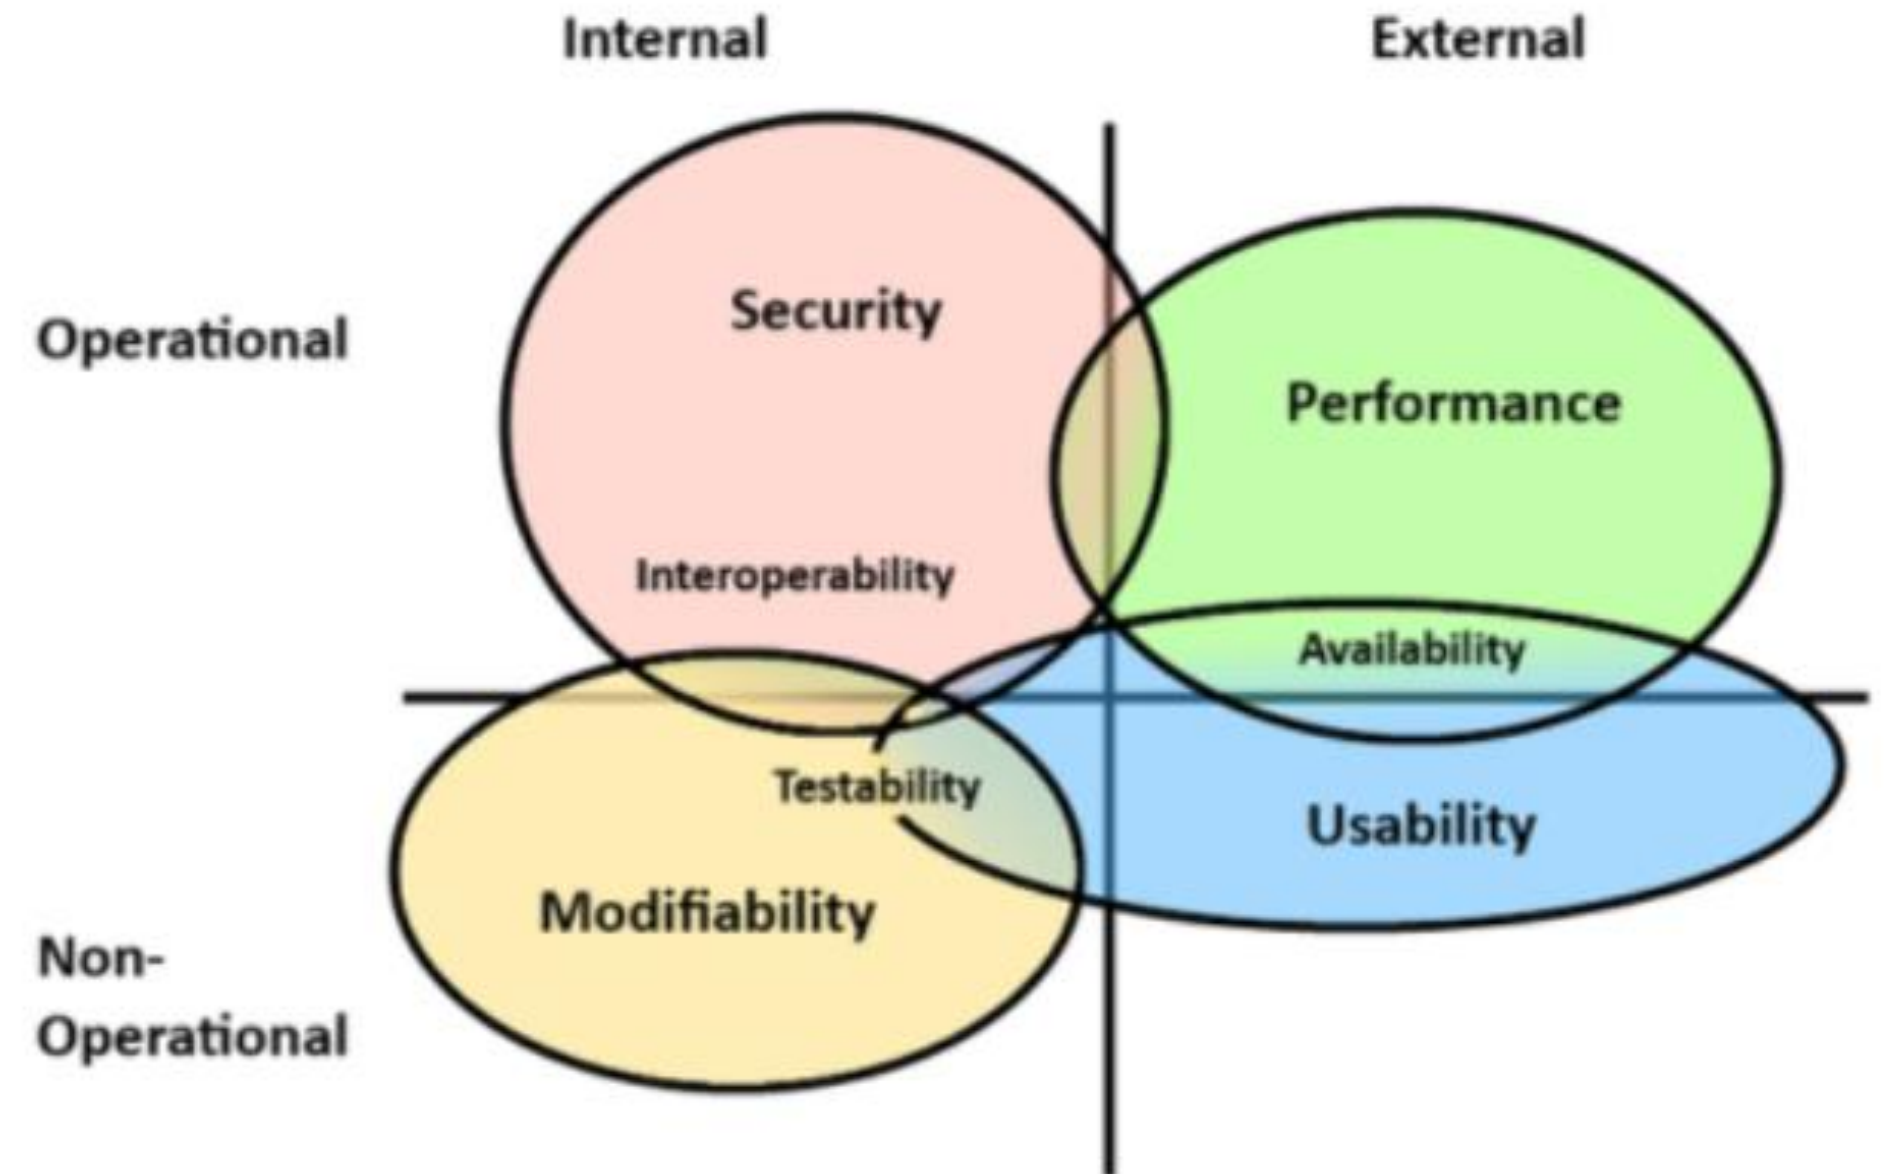 Internal
External
Security
Operational
Performance
Interoperability
Availability
Testability
Usability
Modifiability
Non-
Operational